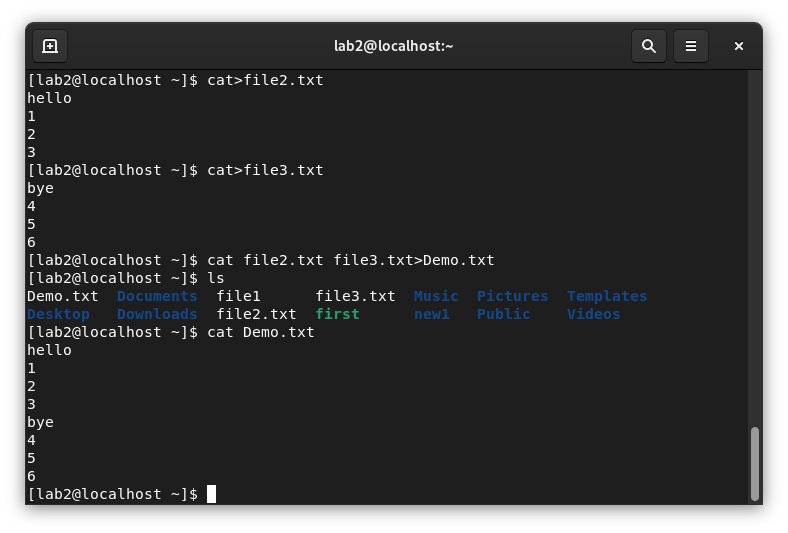 lab2@localhost:~
[lab2@localhost ~]$ cat>file2.txt
hello
1
2
3
[lab2@localhost ~]$ cat>file3.txt
bye
4
5
6
[lab2@localhost ~]$ cat file2.txt file3.txt>Demo.txt
[lab2@localhost ~]$ ls
Demo.txt  Documents  file1      file3.txt  Music  Pictures  Templates
Desktop   Downloads  file2.txt  first      new1   Public    Videos
[lab2@localhost ~]$ cat Demo.txt
hello
1
2
3
bye
4
5
6
[lab2@localhost ~]$